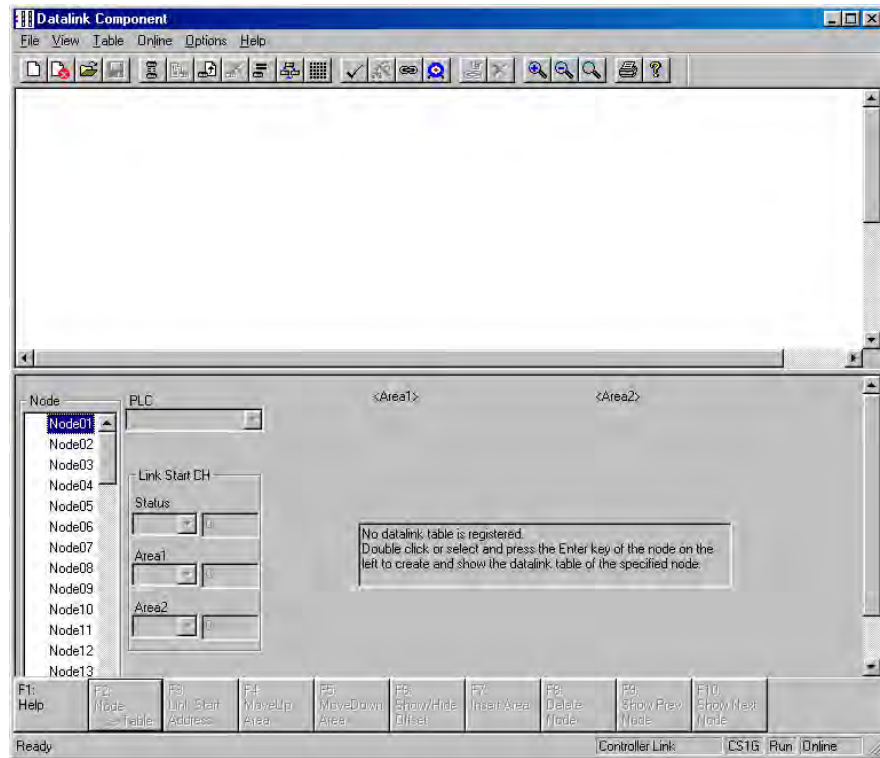 Datalink Component
File View Table Online Options Help
Node
Node01
Node02
Node03
Node04
Node05
Node06
Node07
Node08
Node09
Node10
Node11
Node12
Node13
PLC
Link Start CH
Status
0
Area1
0
Area2
0
<Area1> <Area2>
No datalink table is registered.
Double click or select and press the Enter key of the node on the
left to create and show the datalink table of the specified node.
F1:
Help
F2:
Node
Table
F3:
Link Start
Address
F4:
MoveUp
Area
F5:
MoveDown
Area
F6:
Show/Hide
Offset
F7:
Insert Area
F8:
Delete
Node
F9:
Show Prev
Node
F10:
Show Next
Node
Ready
Controller Link CS1G Run Online